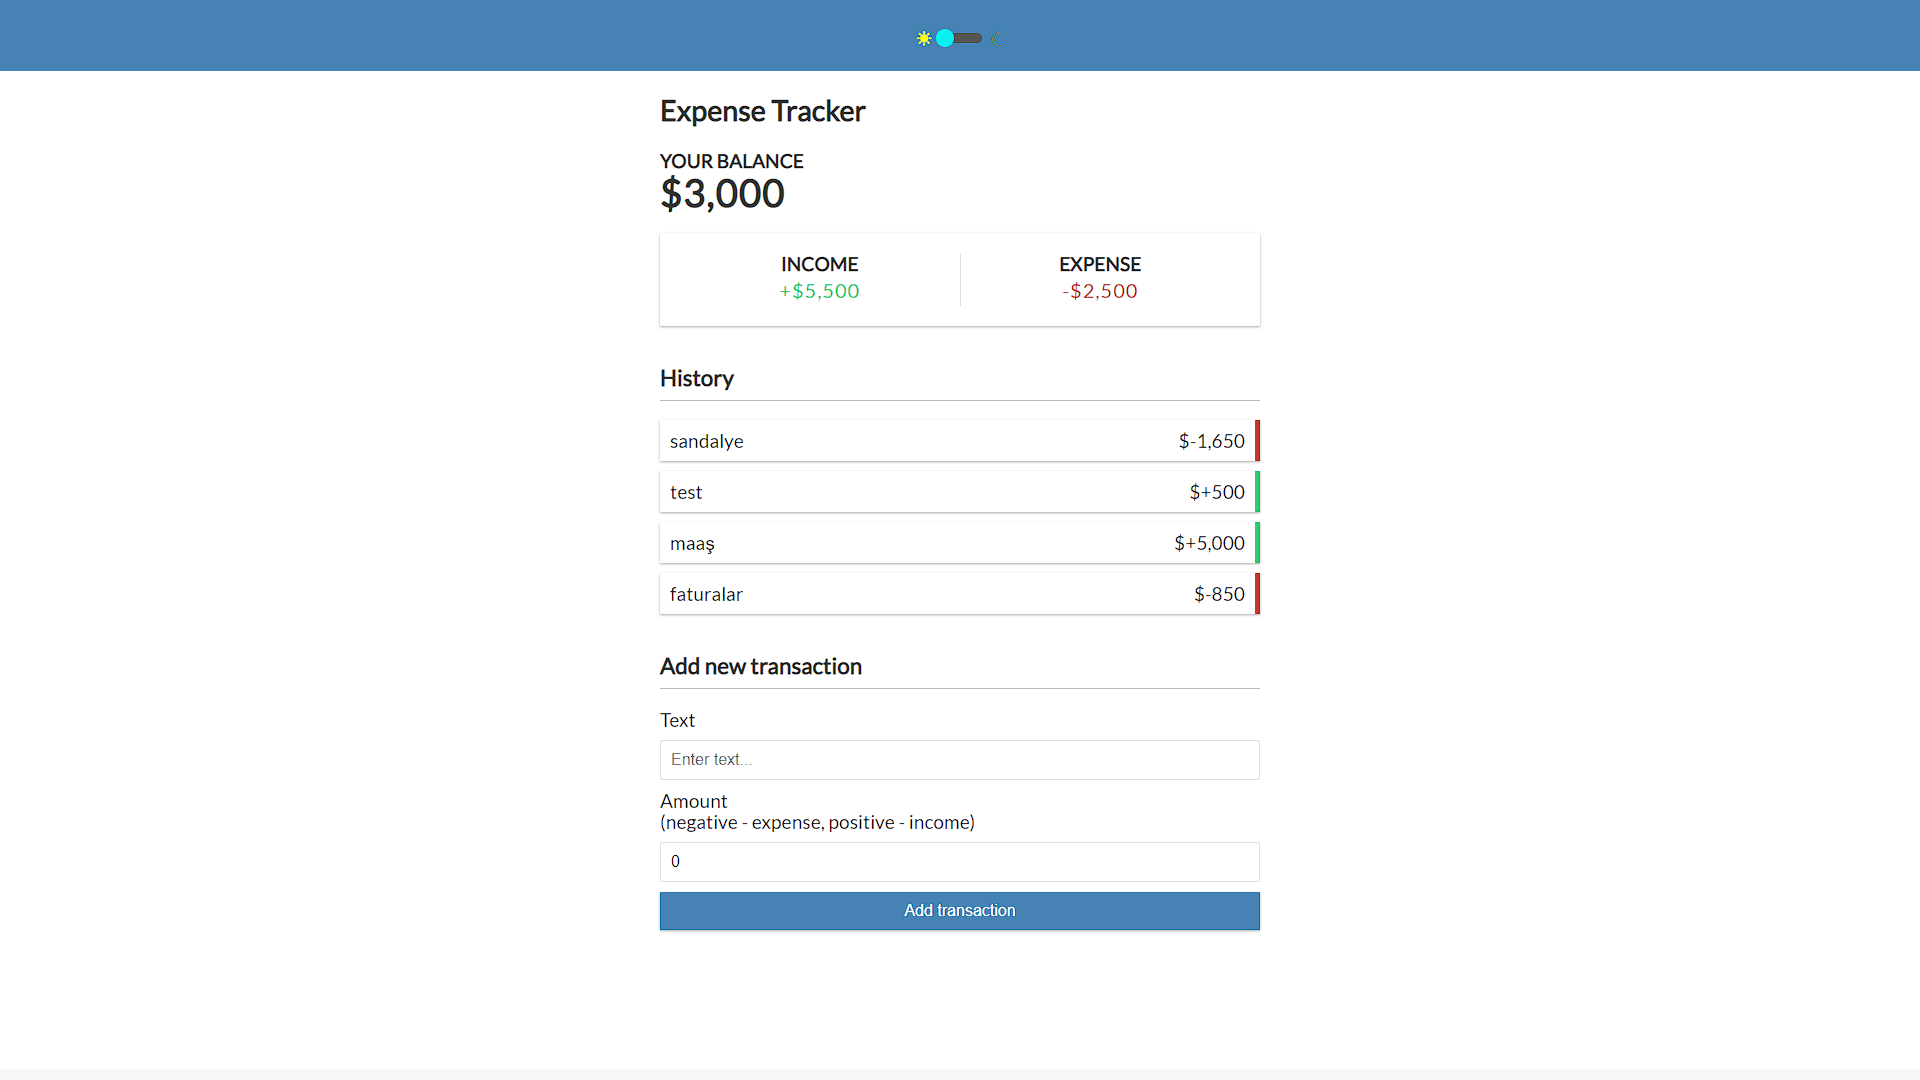 Expense Tracker
YOUR BALANCE
$3,000
INCOME EXPENSE
+$5,500 -$2,500
History
sandalye $-1,650
test $+500
maaş $+5,000
faturalar $-850
Add new transaction
Text
Enter text...
Amount
(negative - expense, positive - income)
0
Add transaction